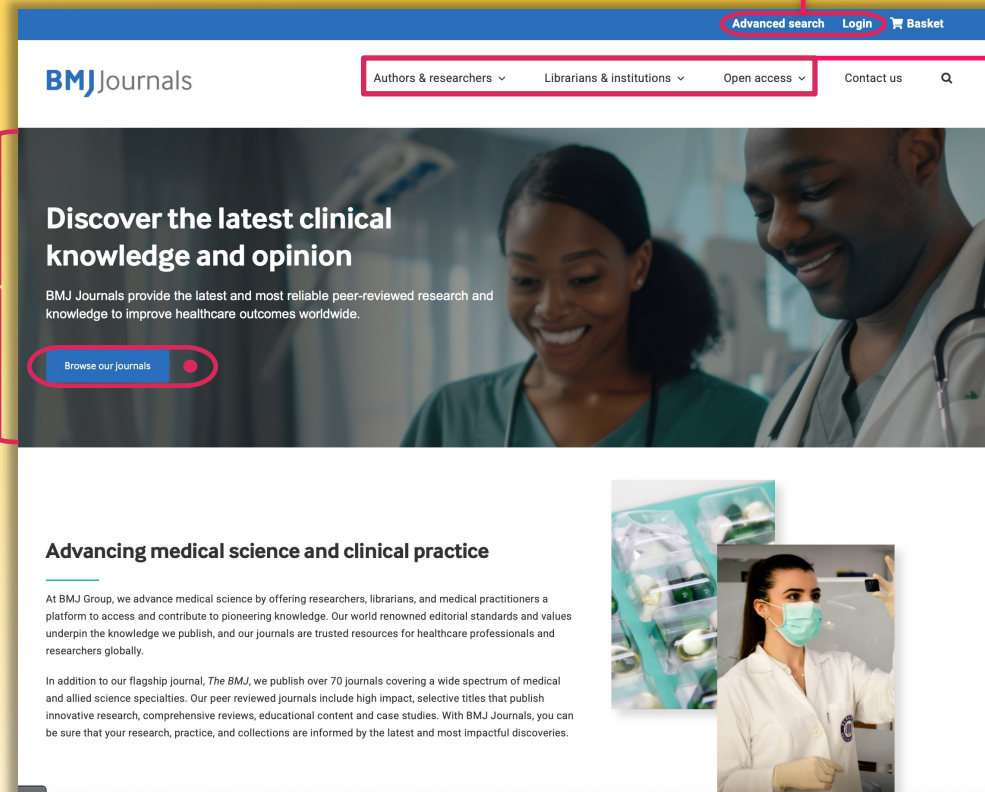 Advanced search Login Basket
BMJ Journals
Authors & researchers Librarians & institutions Open access Contact us
Discover the latest clinical
knowledge and opinion
BMJ Journals provide the latest and most reliable peer-reviewed research and
knowledge to improve healthcare outcomes worldwide.
Browse our journals
Advancing medical science and clinical practice
At BMJ Group, we advance medical science by offering researchers, librarians, and medical practitioners a
platform to access and contribute to pioneering knowledge. Our world renowned editorial standards and values
underpin the knowledge we publish, and our journals are trusted resources for healthcare professionals and
researchers globally.
In addition to our flagship journal, The BMJ, we publish over 70 journals covering a wide spectrum of medical
and allied science specialties. Our peer reviewed journals include high impact, selective titles that publish
innovative research, comprehensive reviews, educational content and case studies. With BMJ Journals, you can
be sure that your research, practice, and collections are informed by the latest and most impactful discoveries.